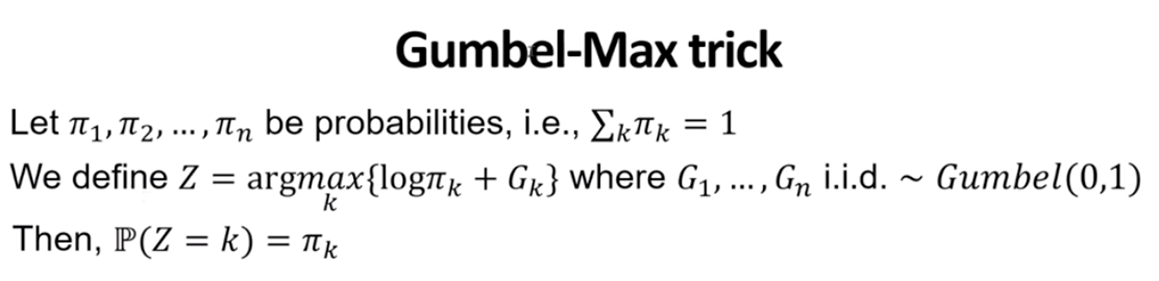 Gumbel-Max trick
Let π₁, π₂, ..., πₙ be probabilities, i.e., ∑ₖπₖ = 1
We define Z = argmax{logπₖ + Gₖ} where G₁, ..., Gₙ i.i.d. ~ Gumbel(0,1)
k
Then, ℙ(Z = k) = πₖ